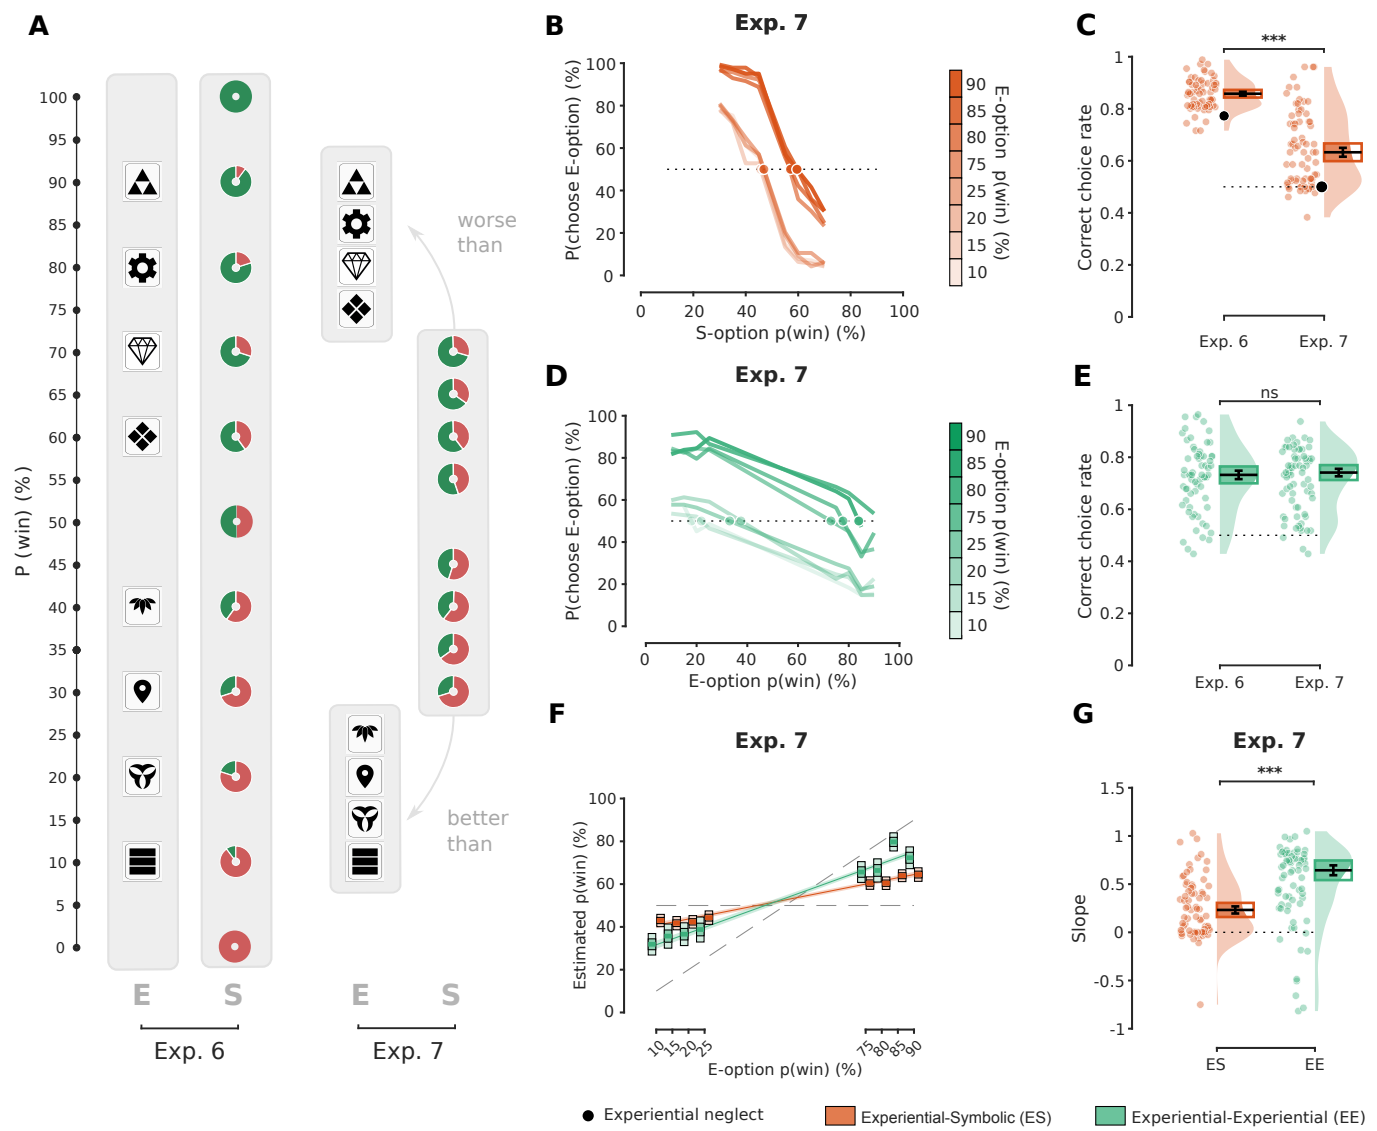 A
100
95
90
85
80
75
70
65
60
55
50
45
40
35
30
25
20
15
10
5
0
P (win) (%)
worse
than
better
than
E
S
E
S
Exp. 6
Exp. 7
B
Exp. 7
P(choose E-option) (%)
100
80
60
40
20
0
0
20
40
60
80
100
S-option p(win) (%)
90
85
80
75
25
20
15
10
E-option p(win) (%)
C
***
Correct choice rate
1
0.8
0.6
0.4
0.2
0
Exp. 6
Exp. 7
D
Exp. 7
P(choose E-option) (%)
100
80
60
40
20
0
0
20
40
60
80
100
E-option p(win) (%)
90
85
80
75
25
20
15
10
E-option p(win) (%)
E
ns
Correct choice rate
1
0.8
0.6
0.4
0.2
0
Exp. 6
Exp. 7
F
Exp. 7
Estimated p(win) (%)
100
80
60
40
20
0
10
15
20
25
75
80
85
90
E-option p(win) (%)
G
Exp. 7
***
Slope
1.5
1
0.5
0
-0.5
-1
ES
EE
Experiential neglect
Experiential-Symbolic (ES)
Experiential-Experiential (EE)